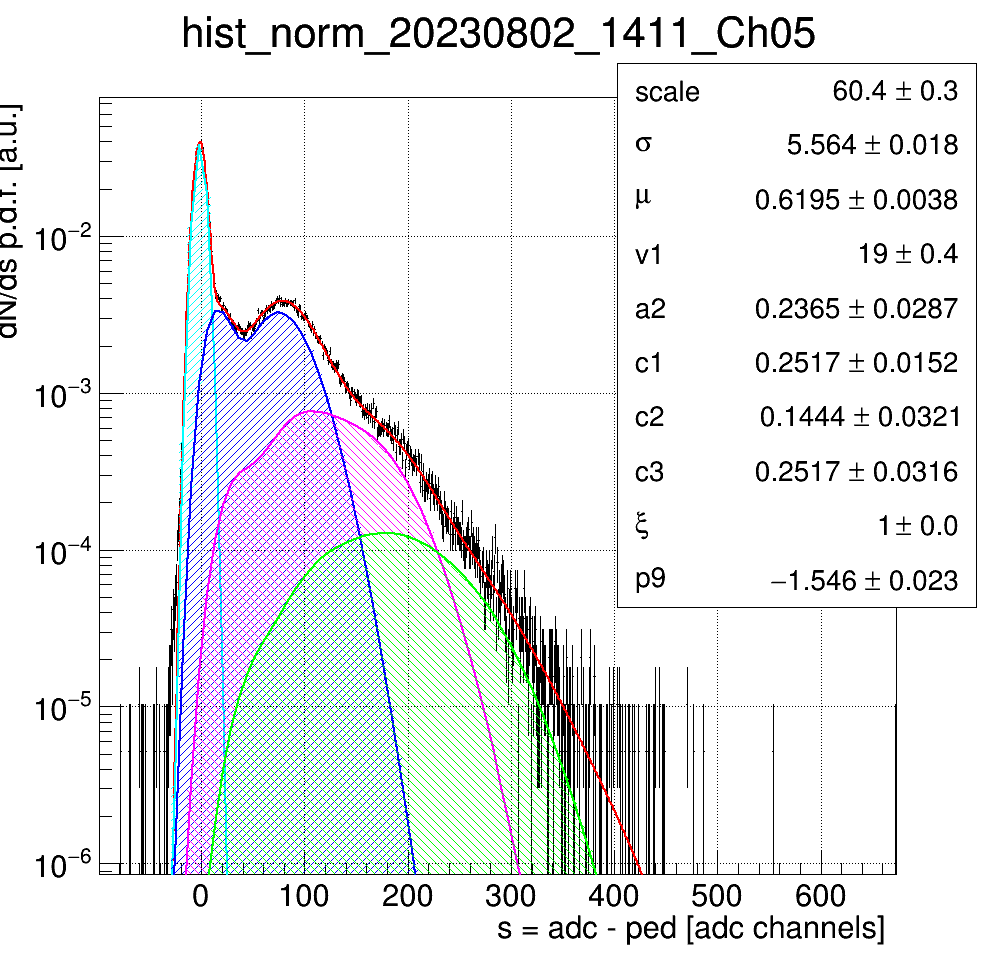 hist_norm_20230802_1411_Ch05
scale 60.4 ± 0.3
σ 5.564 ± 0.018
μ 0.6195 ± 0.0038
ν1 19 ± 0.4
a2 0.2365 ± 0.0287
c1 0.2517 ± 0.0152
c2 0.1444 ± 0.0321
c3 0.2517 ± 0.0316
ξ 1± 0.0
p9 −1.546 ± 0.023
dN/ds p.d.f. [a.u.]
10⁻²
10⁻³
10⁻⁴
10⁻⁵
10⁻⁶
0 100 200 300 400 500 600
s = adc - ped [adc channels]